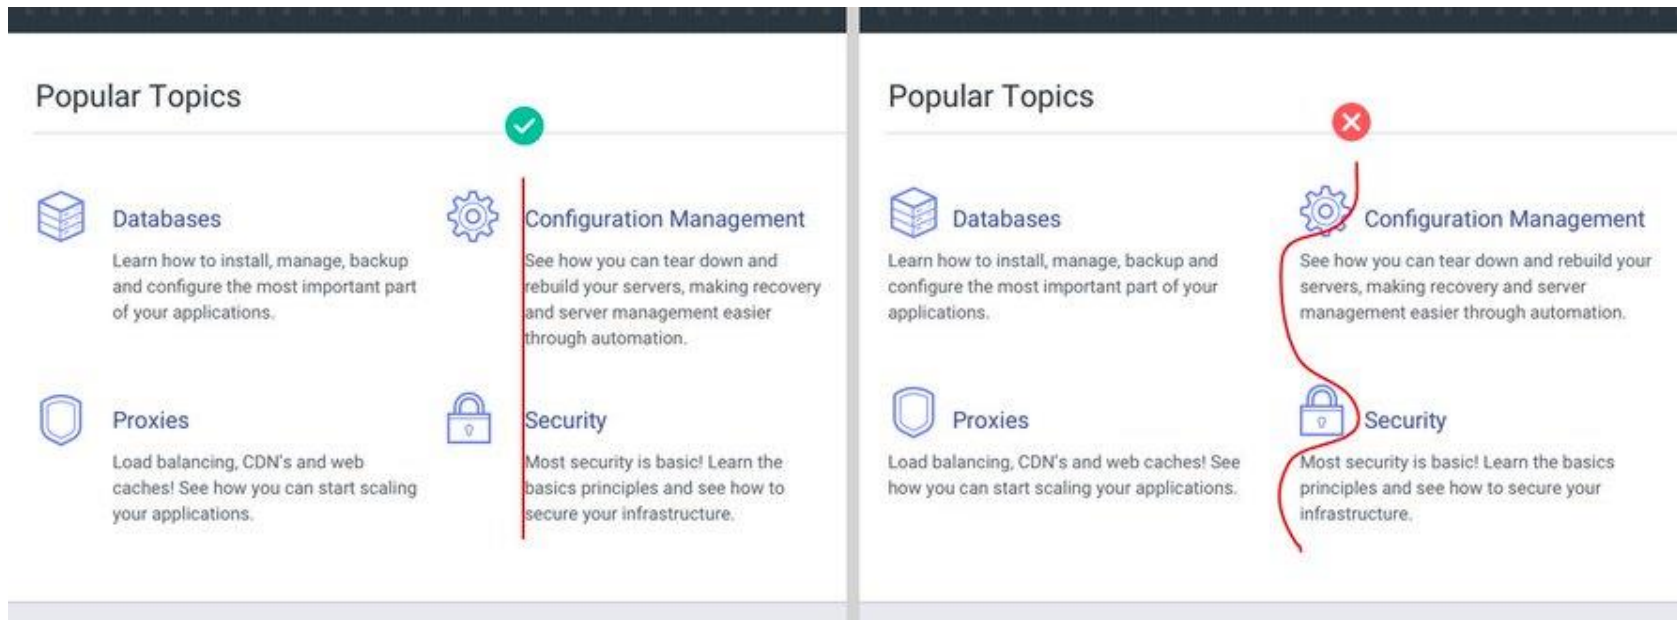 Popular Topics
Databases
Learn how to install, manage, backup
and configure the most important part
of your applications.
Configuration Management
See how you can tear down and
rebuild your servers, making recovery
and server management easier
through automation.
Proxies
Load balancing, CDN's and web
caches! See how you can start scaling
your applications.
Security
Most security is basic! Learn the
basics principles and see how to
secure your infrastructure.
Popular Topics
Databases
Learn how to install, manage, backup and
configure the most important part of your
applications.
Configuration Management
See how you can tear down and rebuild your
servers, making recovery and server
management easier through automation.
Proxies
Load balancing, CDN's and web caches! See
how you can start scaling your applications.
Security
Most security is basic! Learn the basics
principles and see how to secure your
infrastructure.